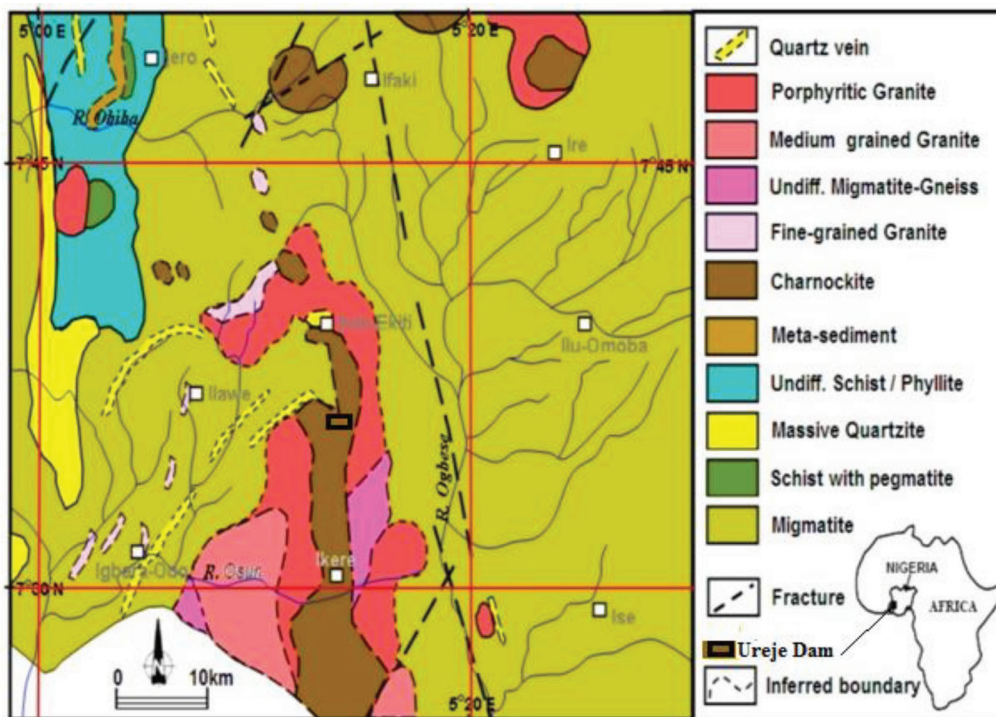 5°00 E
5°20 E
Ifaki
R. Ohiha
Ire
7°45 N
7°45 N
Ilu-Omoba
Ilawe
R. Ogbese
Ikere
Igbara-Odo
R. Osun
7°30 N
Ise
N
0
10km
5°20 E
Quartz vein
Porphyritic Granite
Medium grained Granite
Undiff. Migmatite-Gneiss
Fine-grained Granite
Charnockite
Meta-sediment
Undiff. Schist / Phyllite
Massive Quartzite
Schist with pegmatite
Migmatite
NIGERIA
AFRICA
Fracture
Ureje Dam
Inferred boundary